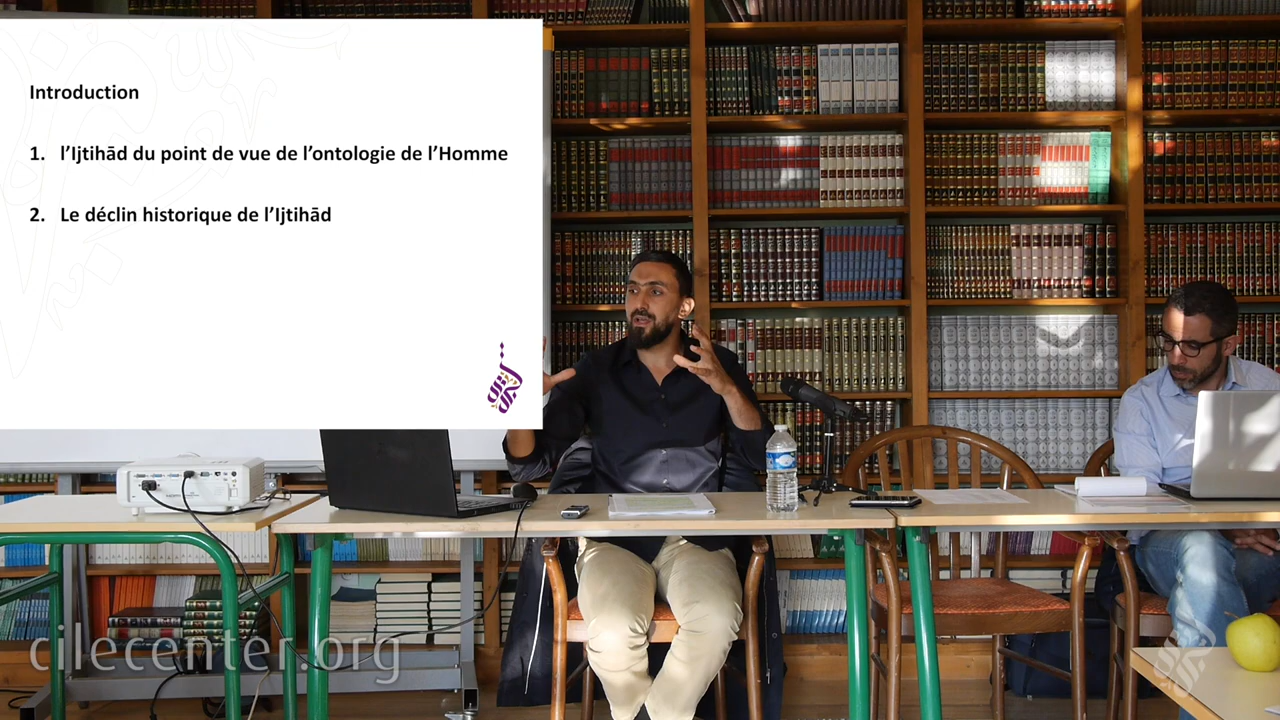 Introduction
1. l’Ijtihād du point de vue de l’ontologie de l’Homme
2. Le déclin historique de l’Ijtihād
cilecenter.org